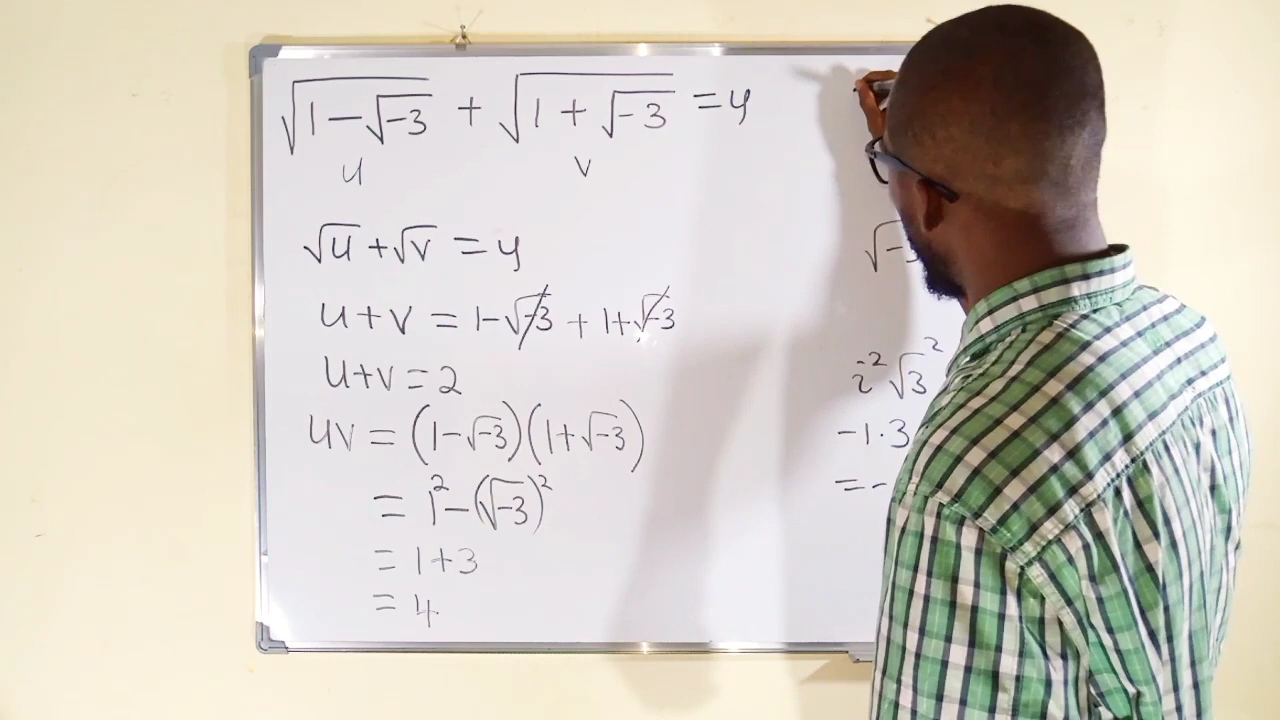 √(1-√-3) + √(1+√-3) = y
u v
√u + √v = y
u+v = 1-√-3 + 1+√-3
u+v = 2
uv = (1-√-3)(1+√-3)
= 1² - (√-3)²
= 1+3
= 4
i²√3²
-1·3
= -